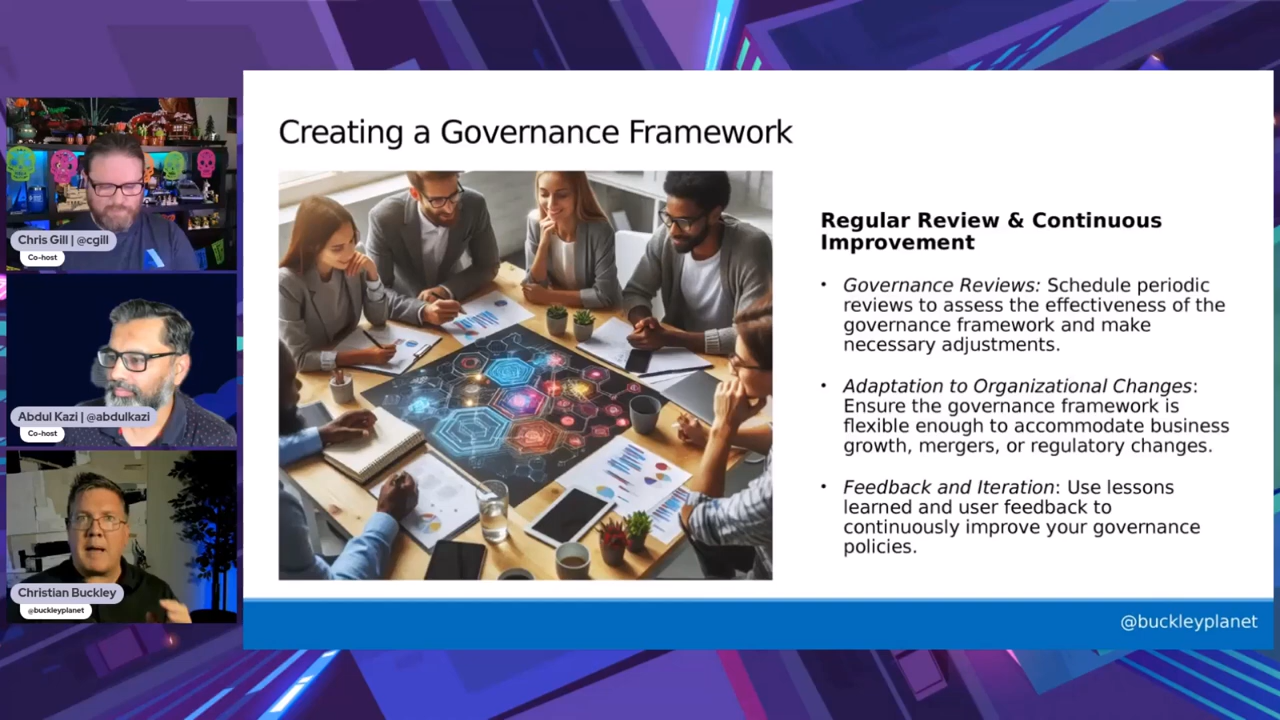 Creating a Governance Framework
Chris Gill | @cgill
Co-host
Abdul Kazi | @abdulkazi
Co-host
Christian Buckley
@buckleyplanet
Regular Review & Continuous
Improvement
• Governance Reviews: Schedule periodic
reviews to assess the effectiveness of the
governance framework and make
necessary adjustments.
• Adaptation to Organizational Changes:
Ensure the governance framework is
flexible enough to accommodate business
growth, mergers, or regulatory changes.
• Feedback and Iteration: Use lessons
learned and user feedback to
continuously improve your governance
policies.
@buckleyplanet